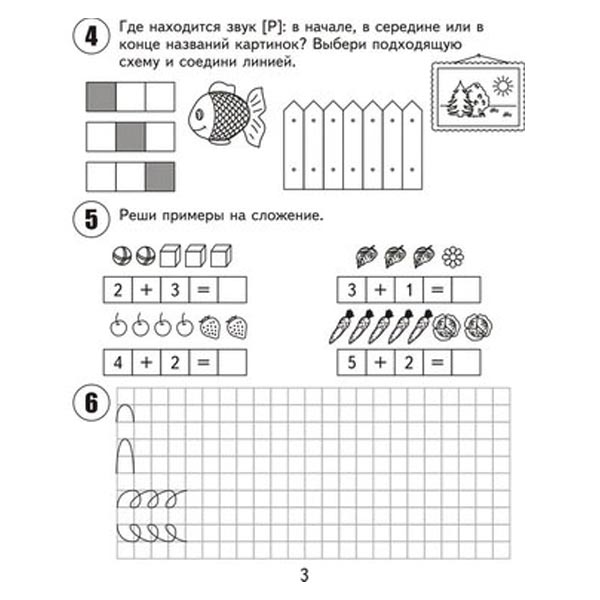 4 Где находится звук [Р]: в начале, в середине или в
конце названий картинок? Выбери подходящую
схему и соедини линией.
5 Реши примеры на сложение.
2 + 3 =
3 + 1 =
4 + 2 =
5 + 2 =
6
3